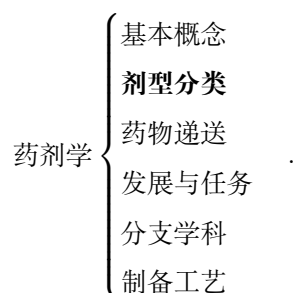 药剂学
基本概念
剂型分类
药物递送
发展与任务
分支学科
制备工艺
.